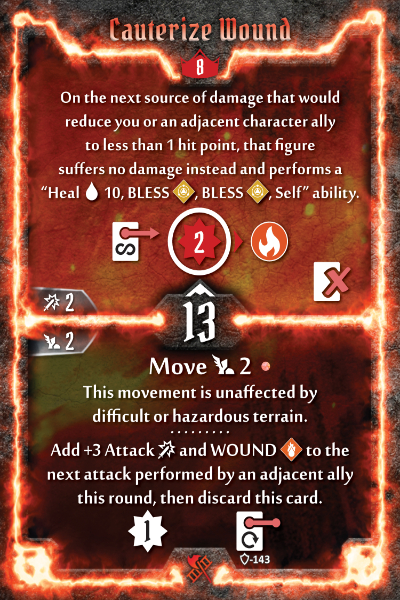 Cauterize Wound
8
On the next source of damage that would
reduce you or an adjacent character ally
to less than 1 hit point, that figure
suffers no damage instead and performs a
“Heal 10, BLESS , BLESS , Self” ability.
S
2
2
13
2
Move 2
This movement is unaffected by
difficult or hazardous terrain.
Add +3 Attack and WOUND to the
next attack performed by an adjacent ally
this round, then discard this card.
1
-143